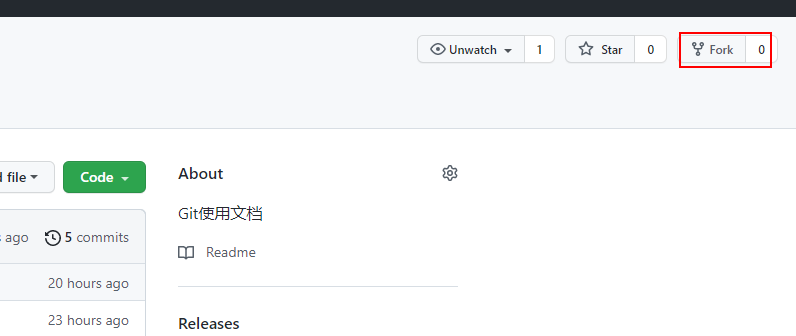 Unwatch 1 Star 0 Fork 0
file Code About
Git使用文档
ago 5 commits Readme
20 hours ago
23 hours ago Releases